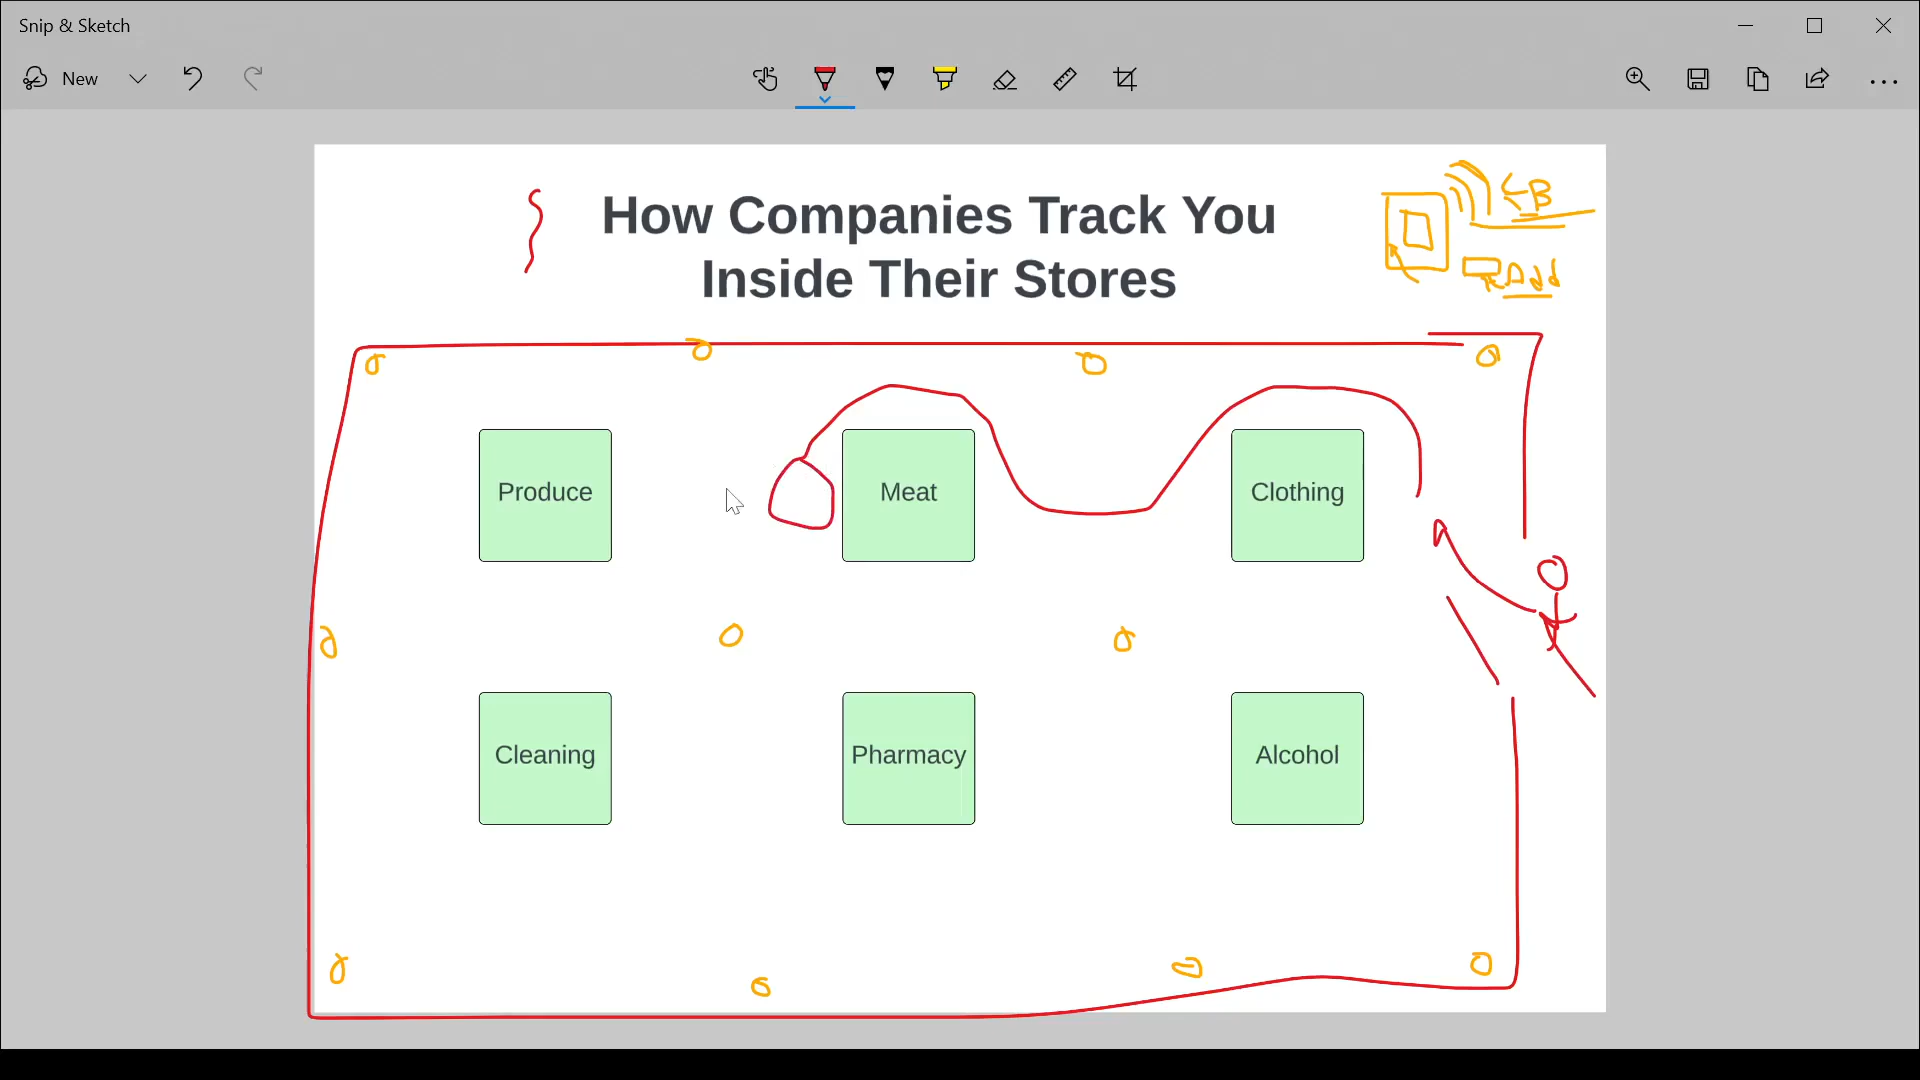 Snip & Sketch
New
How Companies Track You
Inside Their Stores
Produce
Meat
Clothing
Cleaning
Pharmacy
Alcohol